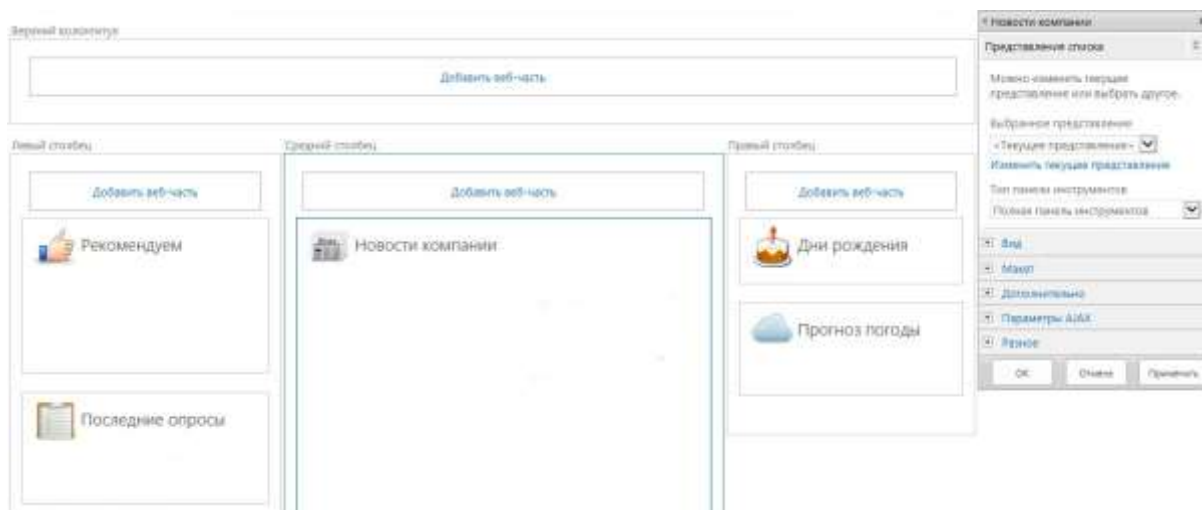 Верхний колонтитул
Добавить веб-часть
Левый столбец
Добавить веб-часть
Рекомендуем
Последние опросы
Средний столбец
Добавить веб-часть
Новости компании
Правый столбец
Добавить веб-часть
Дни рождения
Прогноз погоды
Новости компании
Представления списка
Можно изменить текущее
представление или выбрать другое.
Выбранное представление
<Текущее представление>
Изменить текущее представление
Тип панели инструментов
Полная панель инструментов
Вид
Макет
Дополнительно
Параметры AJAX
Разное
ОК
Отмена
Применить